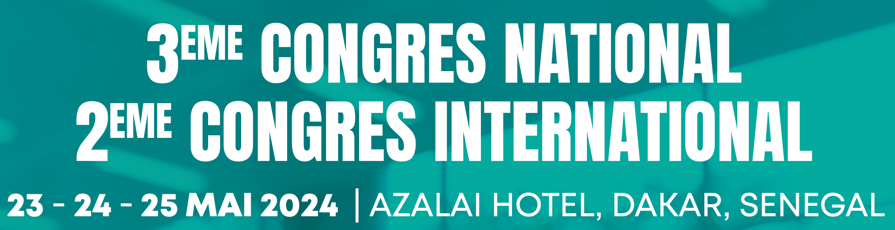 3EME CONGRES NATIONAL
2EME CONGRES INTERNATIONAL
23 - 24 - 25 MAI 2024 | AZALAI HOTEL, DAKAR, SENEGAL